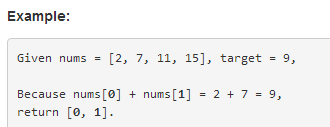 Example:
Given nums = [2, 7, 11, 15], target = 9,
Because nums[0] + nums[1] = 2 + 7 = 9,
return [0, 1].